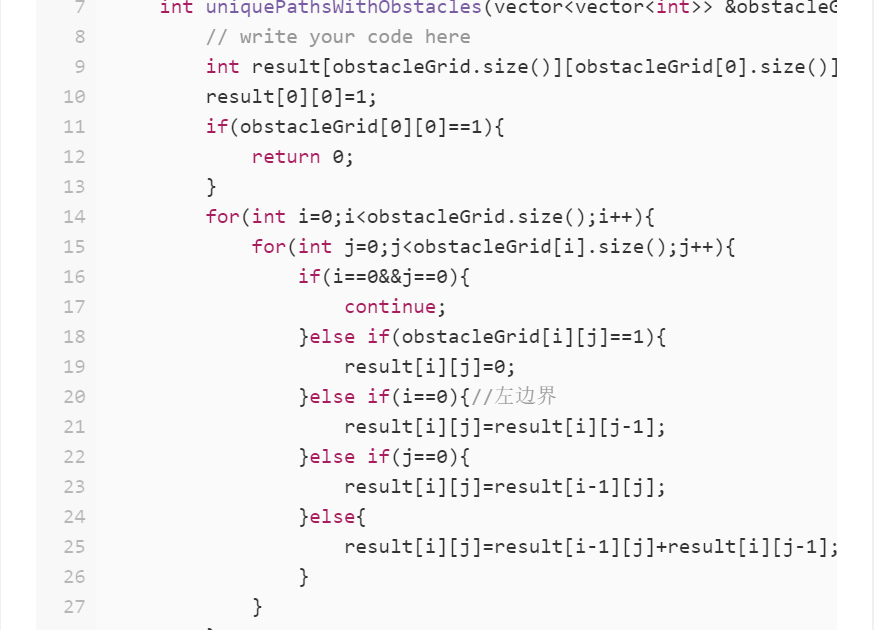 7 int uniquePathsWithObstacles(vector<vector<int>> &obstacleG
8 // write your code here
9 int result[obstacleGrid.size()][obstacleGrid[0].size()]
10 result[0][0]=1;
11 if(obstacleGrid[0][0]==1){
12 return 0;
13 }
14 for(int i=0;i<obstacleGrid.size();i++){
15 for(int j=0;j<obstacleGrid[i].size();j++){
16 if(i==0&&j==0){
17 continue;
18 }else if(obstacleGrid[i][j]==1){
19 result[i][j]=0;
20 }else if(i==0){//左边界
21 result[i][j]=result[i][j-1];
22 }else if(j==0){
23 result[i][j]=result[i-1][j];
24 }else{
25 result[i][j]=result[i-1][j]+result[i][j-1];
26 }
27 }